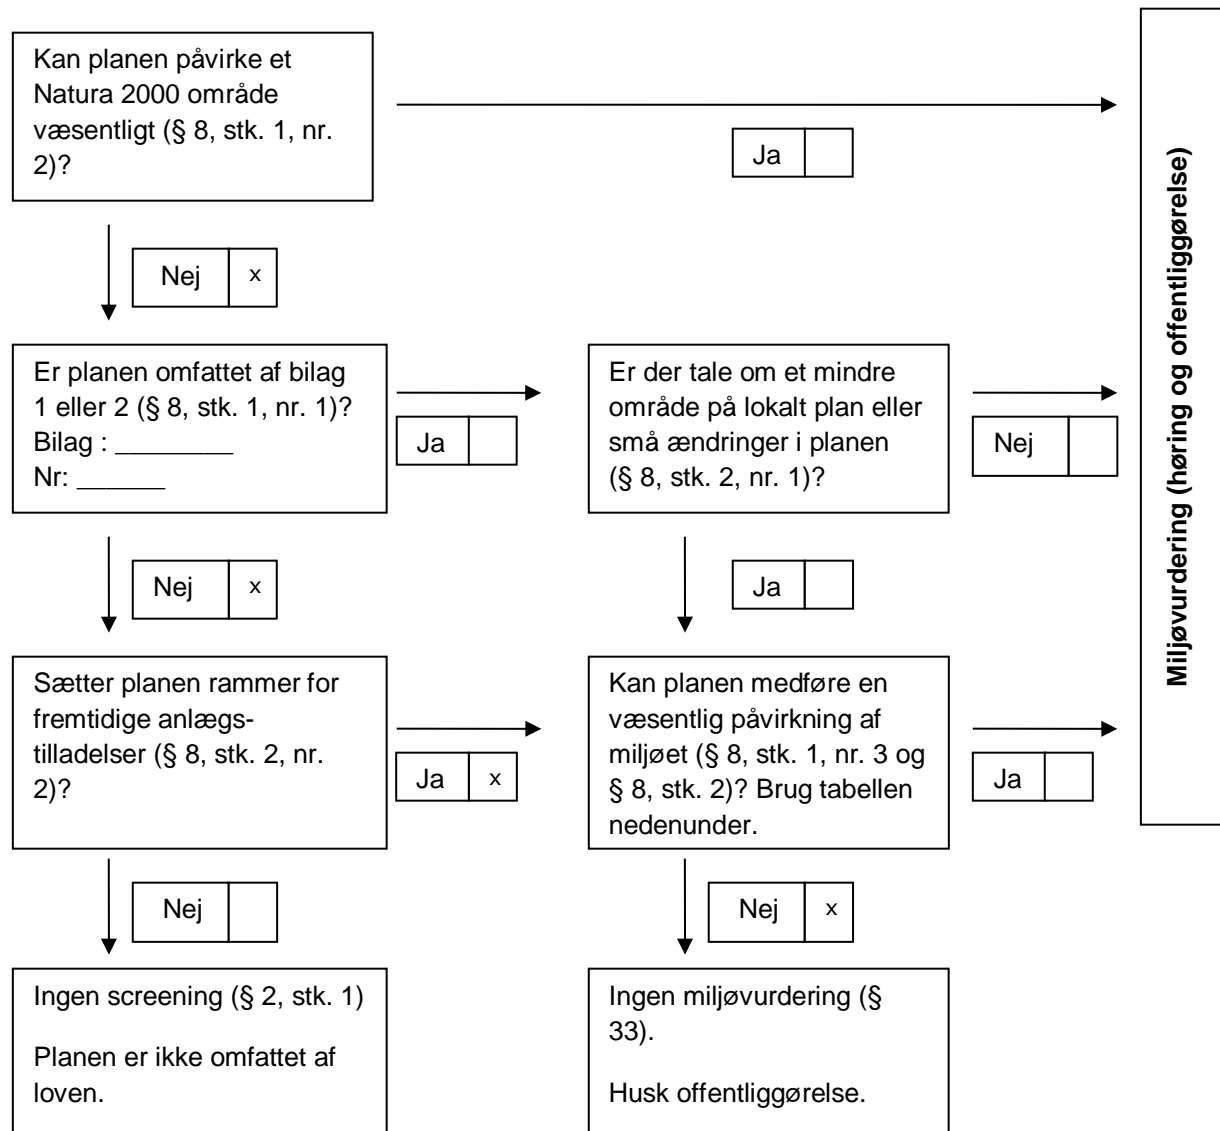 Kan planen påvirke et
Natura 2000 område
væsentligt (§ 8, stk. 1, nr.
2)?
Ja
Nej x
Er planen omfattet af bilag
1 eller 2 (§ 8, stk. 1, nr. 1)?
Bilag : ________
Nr: ______
Ja
Er der tale om et mindre
område på lokalt plan eller
små ændringer i planen
(§ 8, stk. 2, nr. 1)?
Nej
Nej x
Ja
Sætter planen rammer for
fremtidige anlægs-
tilladelser (§ 8, stk. 2, nr.
2)?
Ja x
Kan planen medføre en
væsentlig påvirkning af
miljøet (§ 8, stk. 1, nr. 3 og
§ 8, stk. 2)? Brug tabellen
nedenunder.
Ja
Nej
Nej x
Ingen screening (§ 2, stk. 1)
Planen er ikke omfattet af
loven.
Ingen miljøvurdering (§
33).
Husk offentliggørelse.
Miljøvurdering (høring og offentliggørelse)